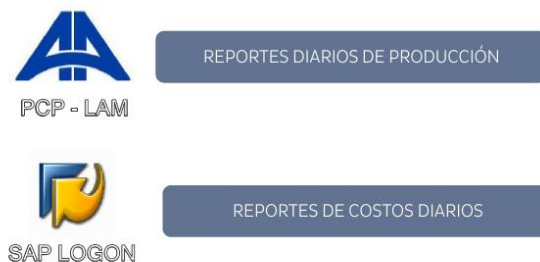 REPORTES DIARIOS DE PRODUCCIÓN
PCP - LAM
REPORTES DE COSTOS DIARIOS
SAP LOGON